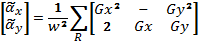 [α̃ₓ α̃ᵧ] = 1/w² ∑R [Gx² − Gy² 2 Gx Gy]